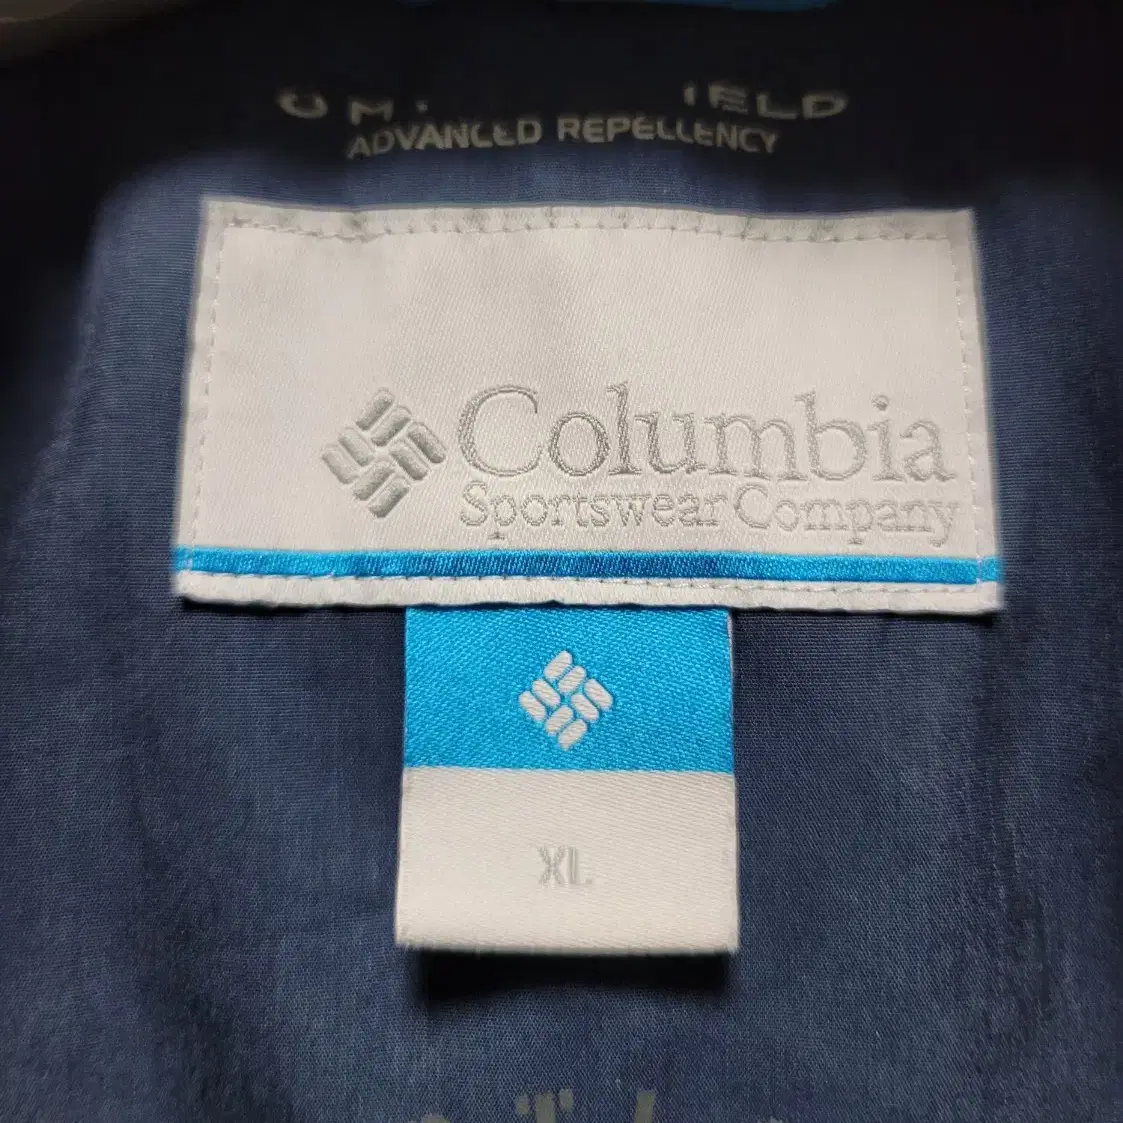 ADVANCED REPELLENCY
Columbia
Sportswear Company
XL